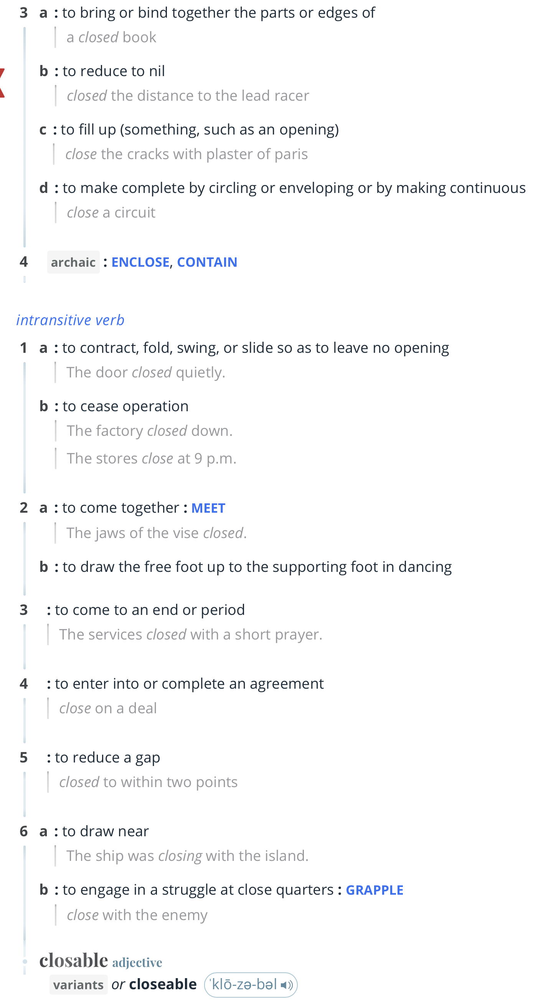 3 a : to bring or bind together the parts or edges of
a closed book
b : to reduce to nil
closed the distance to the lead racer
c : to fill up (something, such as an opening)
close the cracks with plaster of paris
d : to make complete by circling or enveloping or by making continuous
close a circuit
4 archaic : ENCLOSE, CONTAIN
intransitive verb
1 a : to contract, fold, swing, or slide so as to leave no opening
The door closed quietly.
b : to cease operation
The factory closed down.
The stores close at 9 p.m.
2 a : to come together : MEET
The jaws of the vise closed.
b : to draw the free foot up to the supporting foot in dancing
3 : to come to an end or period
The services closed with a short prayer.
4 : to enter into or complete an agreement
close on a deal
5 : to reduce a gap
closed to within two points
6 a : to draw near
The ship was closing with the island.
b : to engage in a struggle at close quarters : GRAPPLE
close with the enemy
closable adjective
variants or closeable ˈklō-zə-bəl